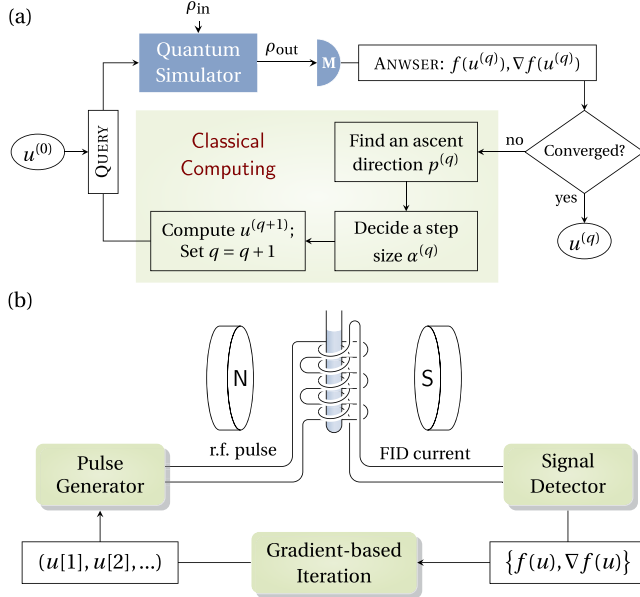 (a)
ρin
Quantum
Simulator
ρout
M
ANWSER: f(u^(q)), ∇f(u^(q))
u^(0)
QUERY
Classical
Computing
Find an ascent
direction p^(q)
no
Converged?
yes
Compute u^(q+1);
Set q = q + 1
Decide a step
size α^(q)
u^(q)
(b)
N
S
r.f. pulse
FID current
Pulse
Generator
Signal
Detector
(u[1], u[2], ...)
Gradient-based
Iteration
{f(u), ∇f(u)}